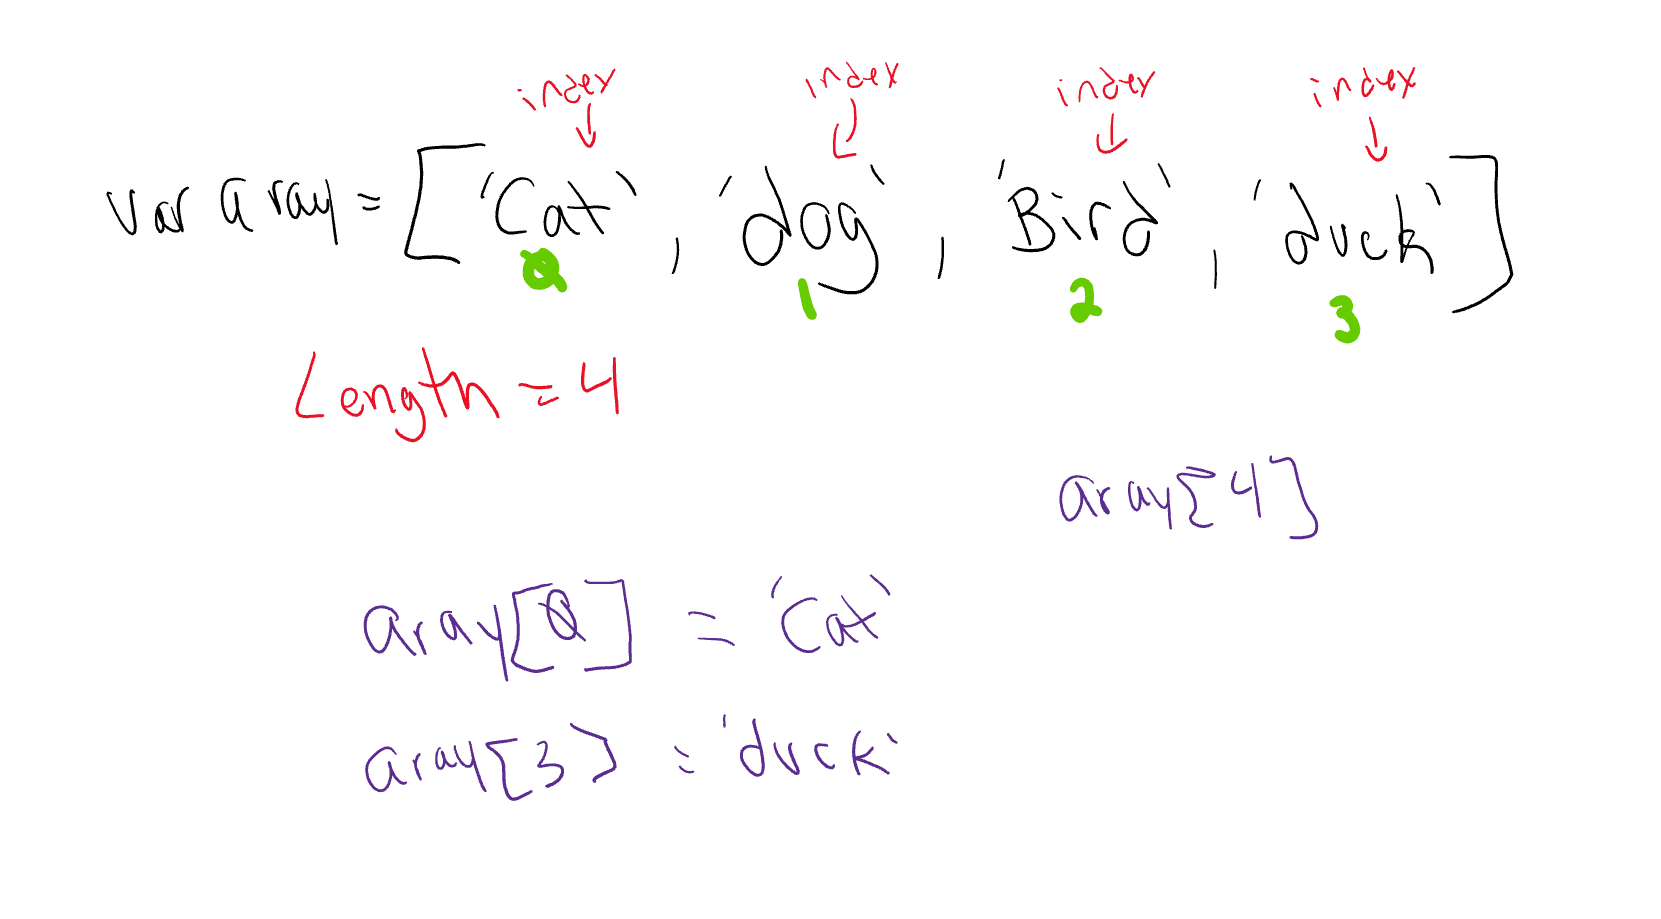 index index index index
var aray = ['Cat', 'dog', 'Bird', 'duck']
0 1 2 3
Length = 4
aray[4]
aray[0] = 'Cat'
aray[3] = 'duck'